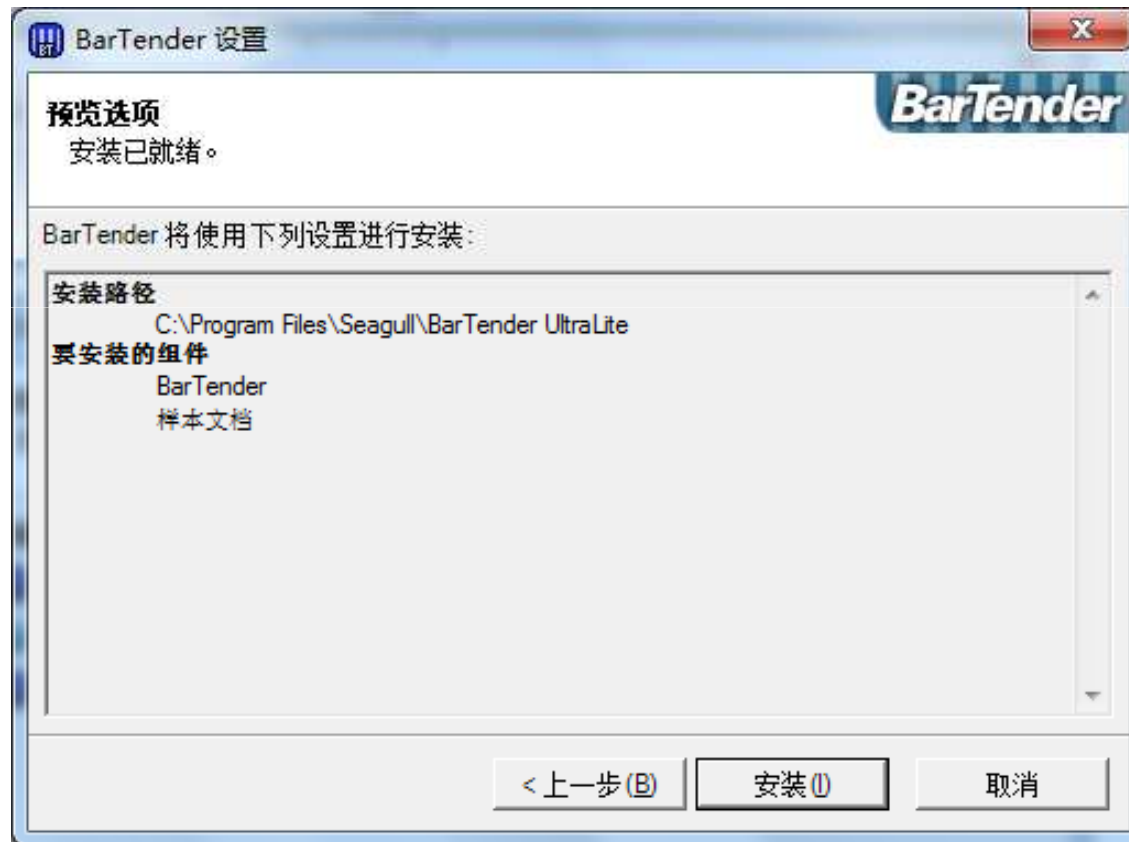 BarTender 设置
预览选项
安装已就绪。
BarTender
BarTender 将使用下列设置进行安装:
安装路径
C:\Program Files\Seagull\BarTender UltraLite
要安装的组件
BarTender
样本文档
< 上一步(B)
安装(I)
取消